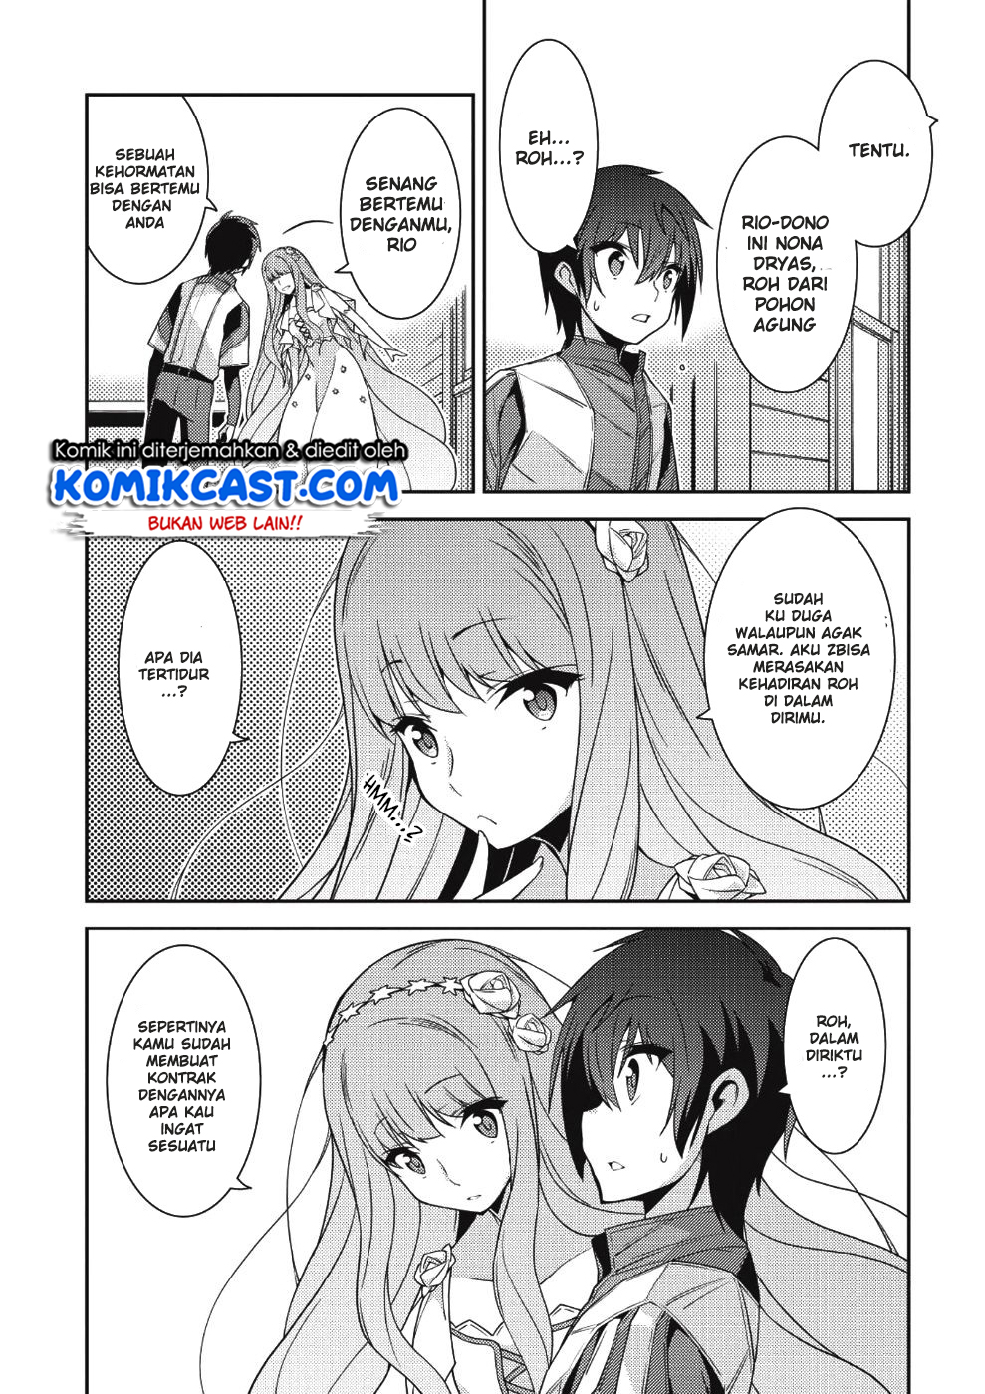 TENTU.
RIO-DONO
INI NONA
DRYAS,
ROH DARI
POHON
AGUNG
EH...
ROH...?
SENANG
BERTEMU
DENGANMU,
RIO
SEBUAH
KEHORMATAN
BISA BERTEMU
DENGAN
ANDA
Komik ini diterjemahkan & diedit oleh
KOMIKCAST.COM
BUKAN WEB LAIN!!
SUDAH
KU DUGA
WALAUPUN AGAK
SAMAR. AKU ZBISA
MERASAKAN
KEHADIRAN ROH
DI DALAM
DIRIMU.
HMM...2
APA DIA
TERTIDUR
...?
ROH,
DALAM
DIRIKTU
...?
SEPERTINYA
KAMU SUDAH
MEMBUAT
KONTRAK
DENGANNYA
APA KAU
INGAT
SESUATU